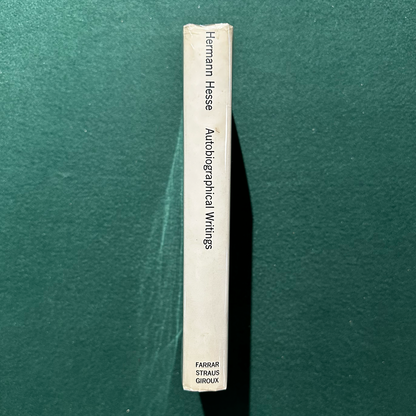 Hermann Hesse Autobiographical Writings
FARRAR
STRAUS
GIROUX